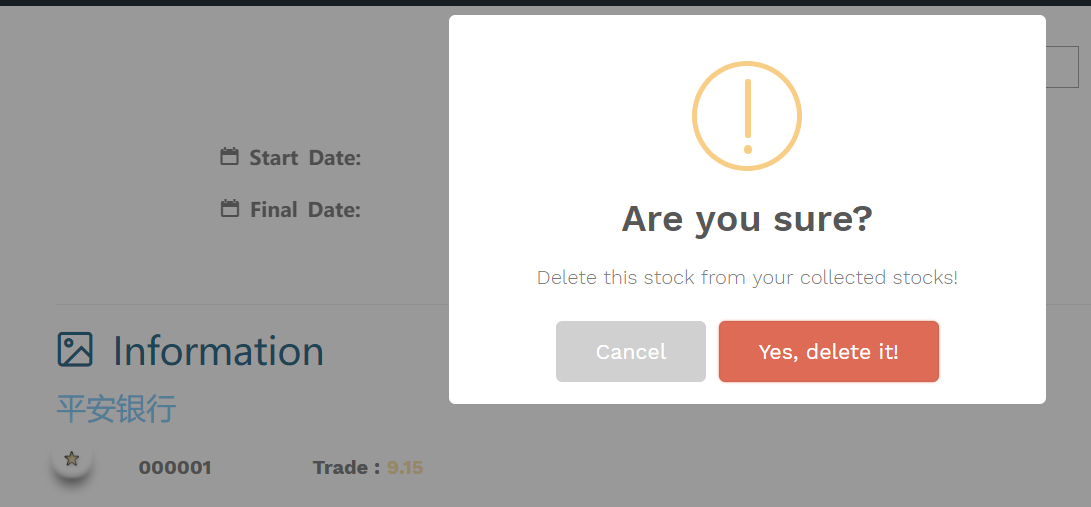 Start Date:
Final Date:
Information
平安银行
000001 Trade : 9.15
Are you sure?
Delete this stock from your collected stocks!
Cancel Yes, delete it!